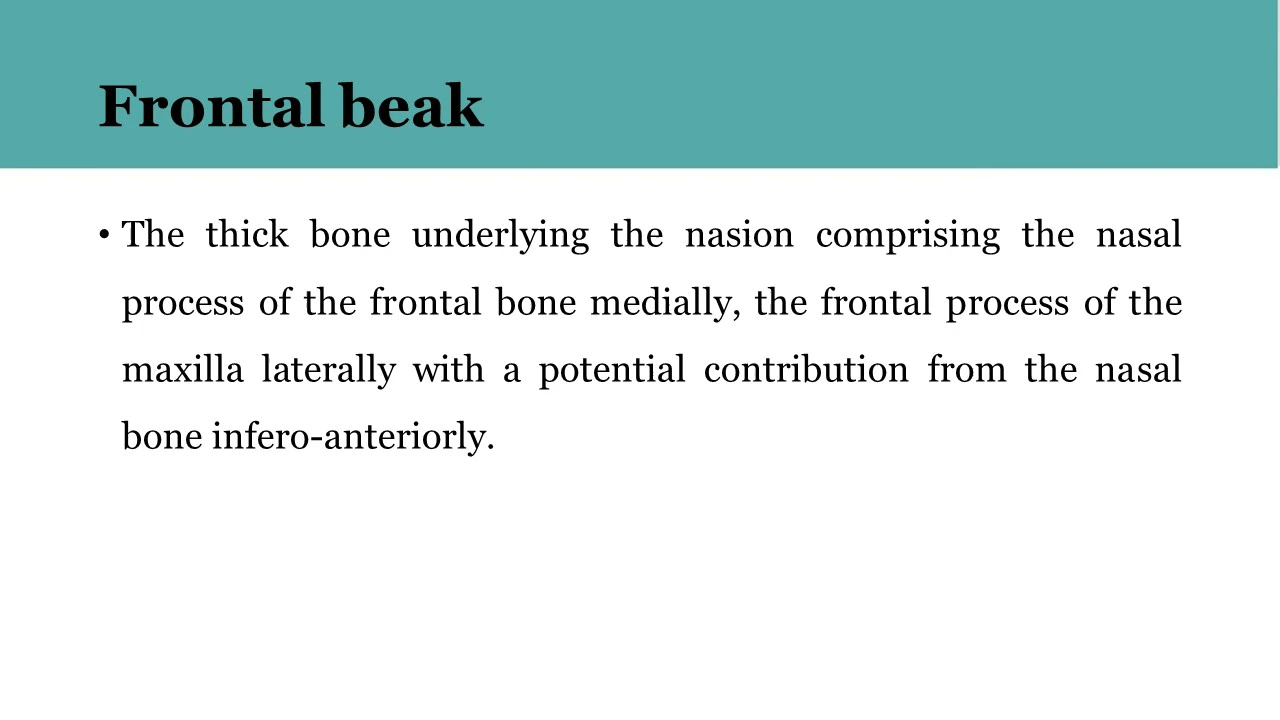 Frontal beak
• The thick bone underlying the nasion comprising the nasal
process of the frontal bone medially, the frontal process of the
maxilla laterally with a potential contribution from the nasal
bone infero-anteriorly.